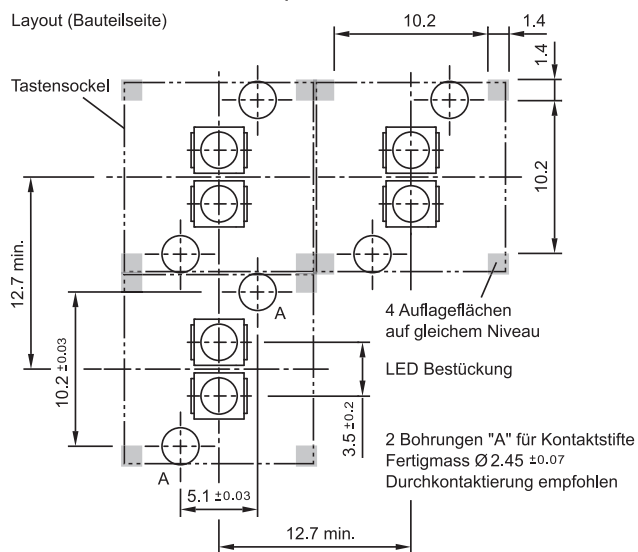 Layout (Bauteilseite)
10.2
1.4
1.4
Tastensockel
10.2
12.7 min.
A
4 Auflageflächen
auf gleichem Niveau
10.2 ±0.03
LED Bestückung
3.5 ±0.2
2 Bohrungen "A" für Kontaktstifte
Fertigmass Ø 2.45 ±0.07
Durchkontaktierung empfohlen
A
5.1 ±0.03
12.7 min.